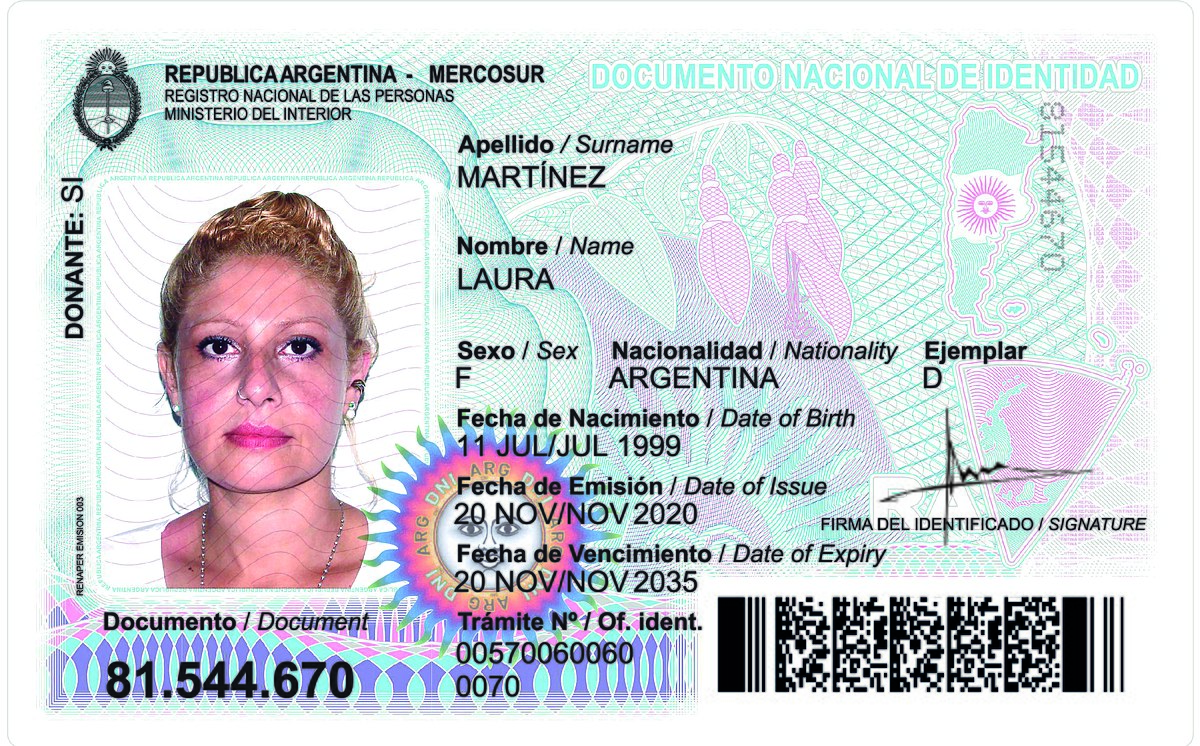 REPUBLICA ARGENTINA - MERCOSUR
REGISTRO NACIONAL DE LAS PERSONAS
MINISTERIO DEL INTERIOR
DOCUMENTO NACIONAL DE IDENTIDAD
Apellido / Surname
MARTÍNEZ
Nombre / Name
LAURA
Sexo / Sex Nacionalidad / Nationality Ejemplar
F ARGENTINA D
Fecha de Nacimiento / Date of Birth
11 JUL/JUL 1999
Fecha de Emisión / Date of Issue
20 NOV/NOV 2020
FIRMA DEL IDENTIFICADO / SIGNATURE
Fecha de Vencimiento / Date of Expiry
20 NOV/NOV 2035
Documento / Document
81.544.670
Trámite Nº / Of. ident.
00570060060
0070
DONANTE: SI
RENAPER EMISION 003
81544670
ARG DNI ARG DNI
RA